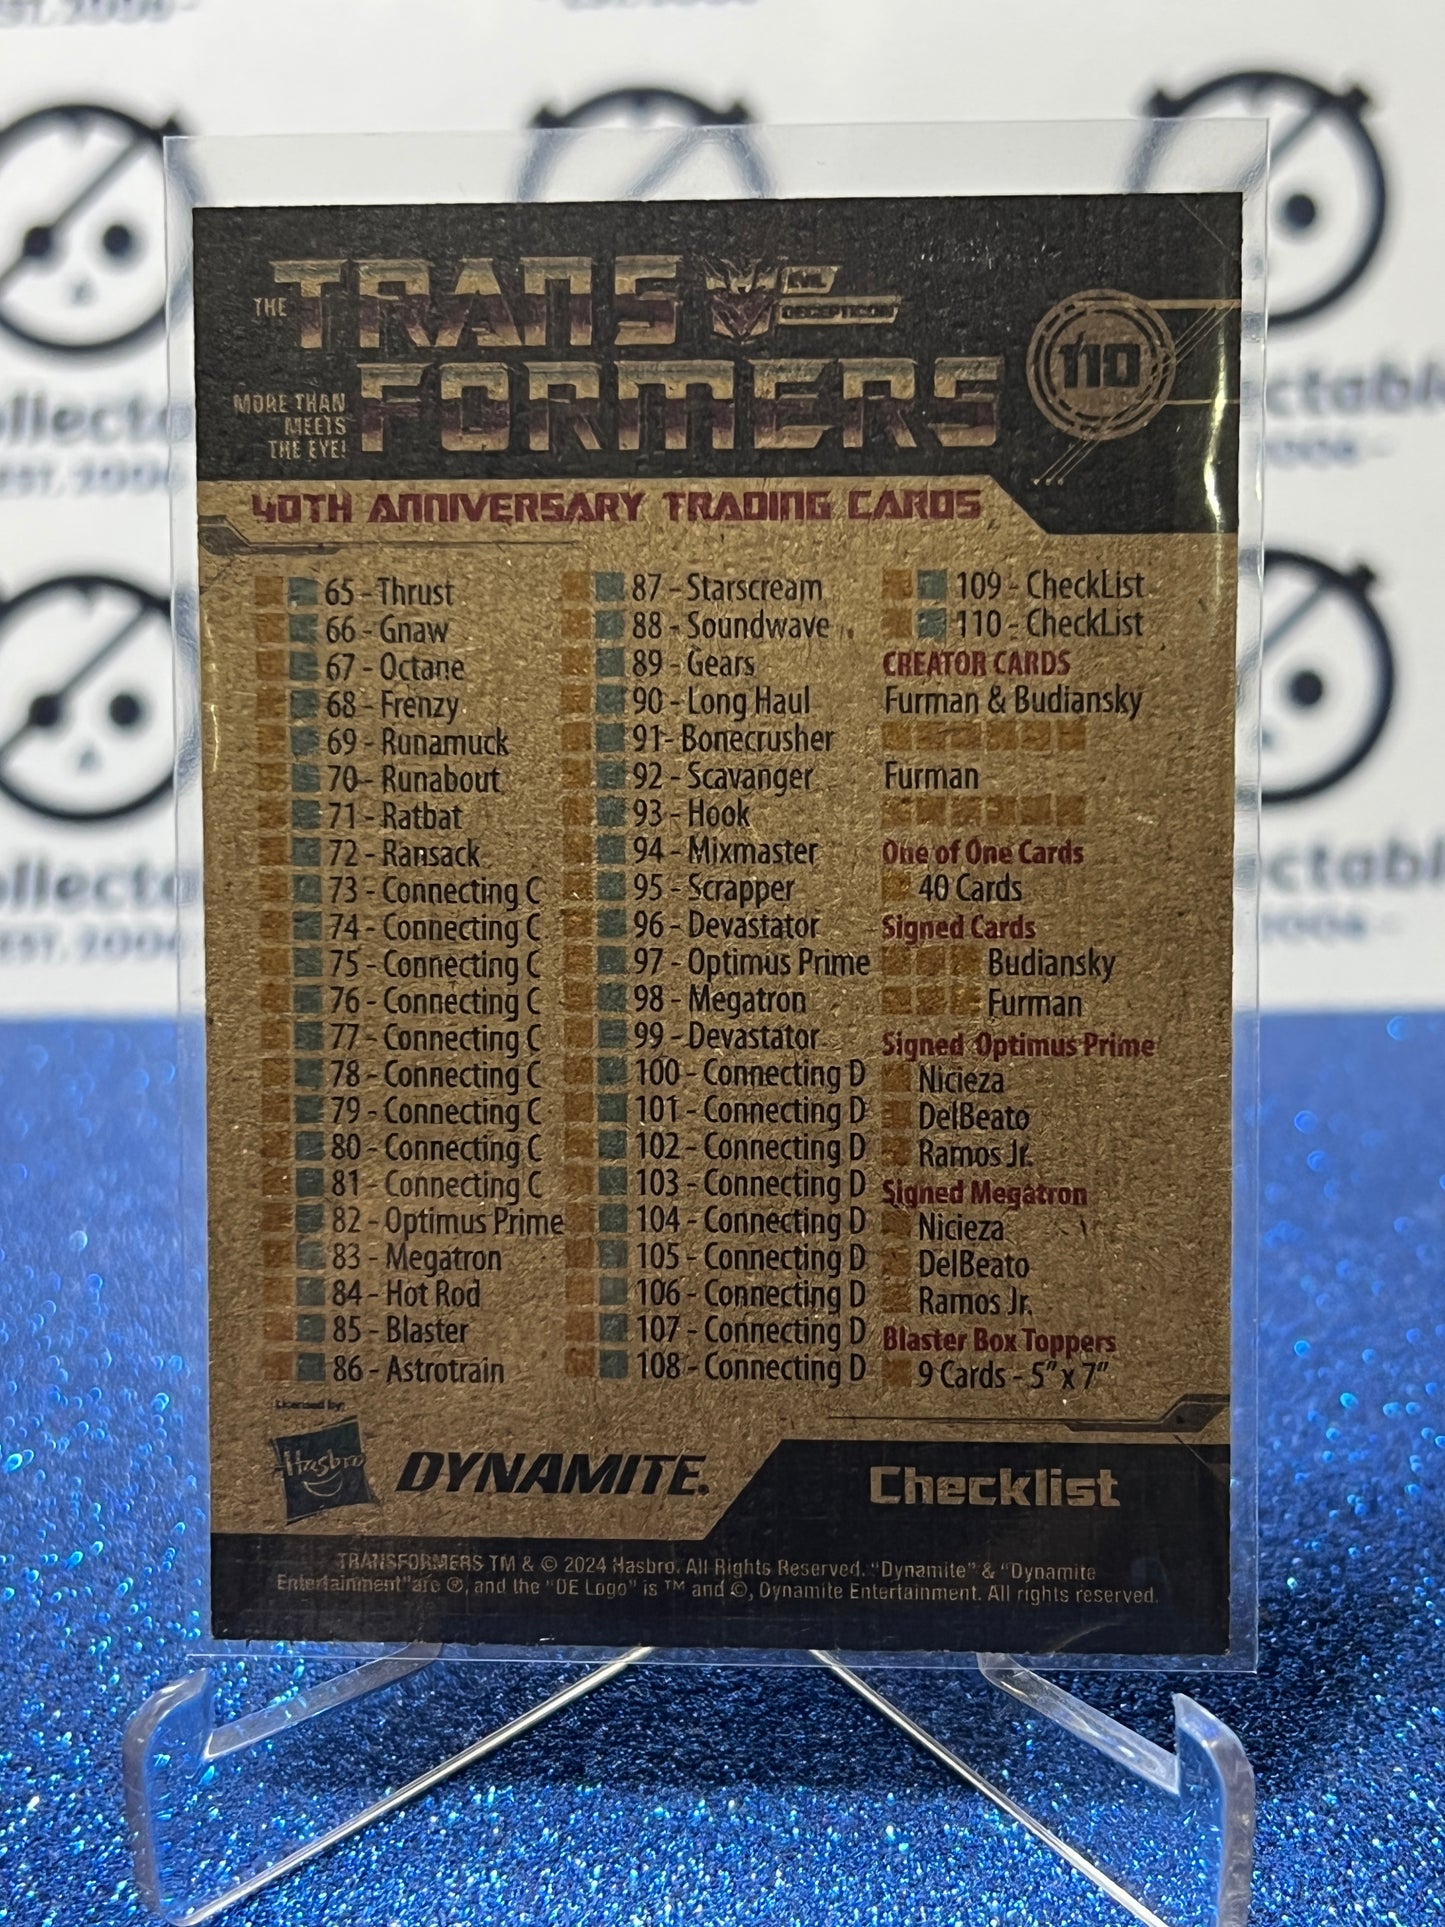 THE TRANSFORMERS
EVIL DECEPTICON
MORE THAN
MEETS
THE EYE!
110
40TH ANNIVERSARY TRADING CARDS
65 - Thrust
66 - Gnaw
67 - Octane
68 - Frenzy
69 - Runamuck
70 - Runabout
71 - Ratbat
72 - Ransack
73 - Connecting C
74 - Connecting C
75 - Connecting C
76 - Connecting C
77 - Connecting C
78 - Connecting C
79 - Connecting C
80 - Connecting C
81 - Connecting C
82 - Optimus Prime
83 - Megatron
84 - Hot Rod
85 - Blaster
86 - Astrotrain
87 - Starscream
88 - Soundwave
89 - Gears
90 - Long Haul
91- Bonecrusher
92 - Scavanger
93 - Hook
94 - Mixmaster
95 - Scrapper
96 - Devastator
97 - Optimus Prime
98 - Megatron
99 - Devastator
100 - Connecting D
101 - Connecting D
102 - Connecting D
103 - Connecting D
104 - Connecting D
105 - Connecting D
106 - Connecting D
107 - Connecting D
108 - Connecting D
109 - CheckList
110 - CheckList
CREATOR CARDS
Furman & Budiansky
Furman
One of One Cards
40 Cards
Signed Cards
Budiansky
Furman
Signed Optimus Prime
Nicieza
DelBeato
Ramos Jr.
Signed Megatron
Nicieza
DelBeato
Ramos Jr.
Blaster Box Toppers
9 Cards - 5" x 7"
Licensed by:
Hasbro
DYNAMITE.
Checklist
TRANSFORMERS TM & © 2024 Hasbro. All Rights Reserved. "Dynamite" & "Dynamite
Entertainment" are ®, and the "DE Logo" is ™ and ©, Dynamite Entertainment. All rights reserved.